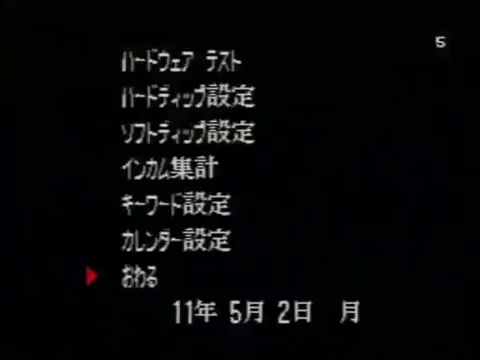 5
ハードウェア テスト
ハードディップ設定
ソフトディップ設定
インカム集計
キーワード設定
カレンダー設定
おわる
11年 5月 2日 月